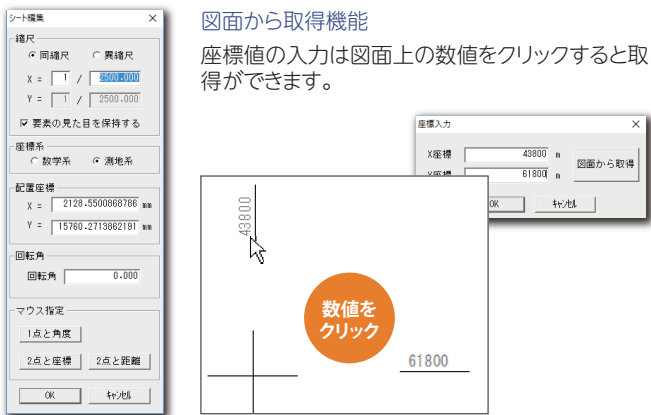 シート編集
縮尺
同縮尺 異縮尺
X = 1 / 2500.000
Y = 1 / 2500.000
要素の見た目を保持する
座標系
数学系 測地系
配置座標
X = 2128.5500868786 mm
Y = 15760.2713862191 mm
回転角
回転角 0.000
マウス指定
1点と角度
2点と座標 2点と距離
OK キャンセル
図面から取得機能
座標値の入力は図面上の数値をクリックすると取
得ができます。
座標入力
X座標 43800 m
Y座標 61800 m
図面から取得
OK キャンセル
43800
数値を
クリック
61800